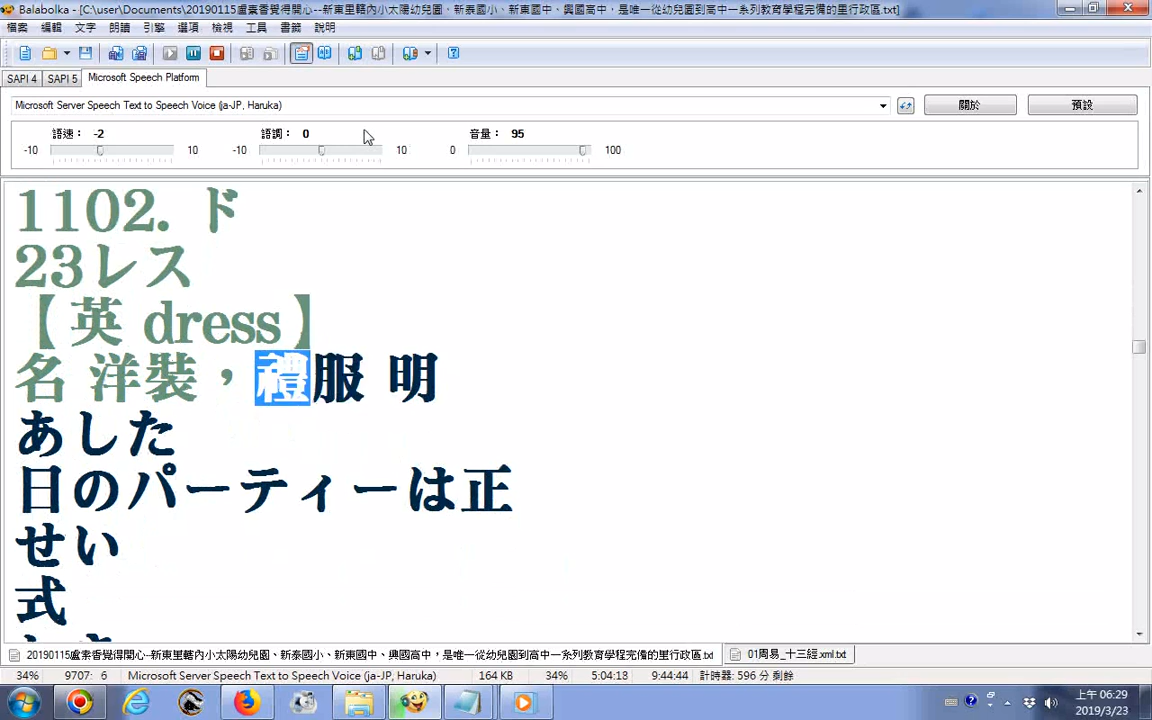 Balabolka - [C:\user\Documents\20190115盧素香覺得開心--新東里轄內小太陽幼兒園、新泰國小、新東國中、興國高中，是唯一從幼兒園到高中一系列教育學程完備的里行政區.txt]
檔案 編輯 文字 朗讀 引擎 選項 檢視 工具 書籤 說明
SAPI 4 SAPI 5 Microsoft Speech Platform
Microsoft Server Speech Text to Speech Voice (ja-JP, Haruka) 關於 預設
語速： -2 語調： 0 音量： 95
-10 10 -10 10 0 100
1102. ド
23レス
【英 dress】
名 洋裝，禮服 明
あした
日のパーティーは正
せい
式
20190115盧素香覺得開心--新東里轄內小太陽幼兒園、新泰國小、新東國中、興國高中，是唯一從幼兒園到高中一系列教育學程完備的里行政區.txt 01周易_十三經.xml.txt
34% 9707: 6 Microsoft Server Speech Text to Speech Voice (ja-JP, Haruka) 164 KB 34% 5:04:13 9:44:44 計時器: 596 分 剩餘
上午 06:29
2019/3/23